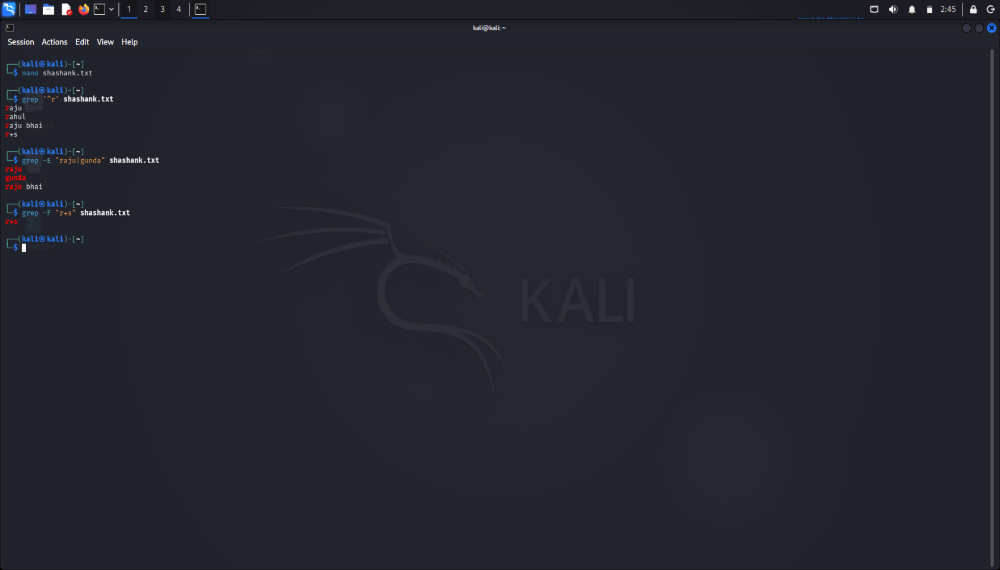 1 2 3 4 2:45
kali@kali: ~
Session Actions Edit View Help
┌──(kali㉿kali)-[~]
└─$ nano shashank.txt
┌──(kali㉿kali)-[~]
└─$ grep '^r' shashank.txt
raju
rahul
raju bhai
r+s
┌──(kali㉿kali)-[~]
└─$ grep -E "raju|gunda" shashank.txt
raju
gunda
raju bhai
┌──(kali㉿kali)-[~]
└─$ grep -F "r+s" shashank.txt
r+s
┌──(kali㉿kali)-[~]
└─$
KALI